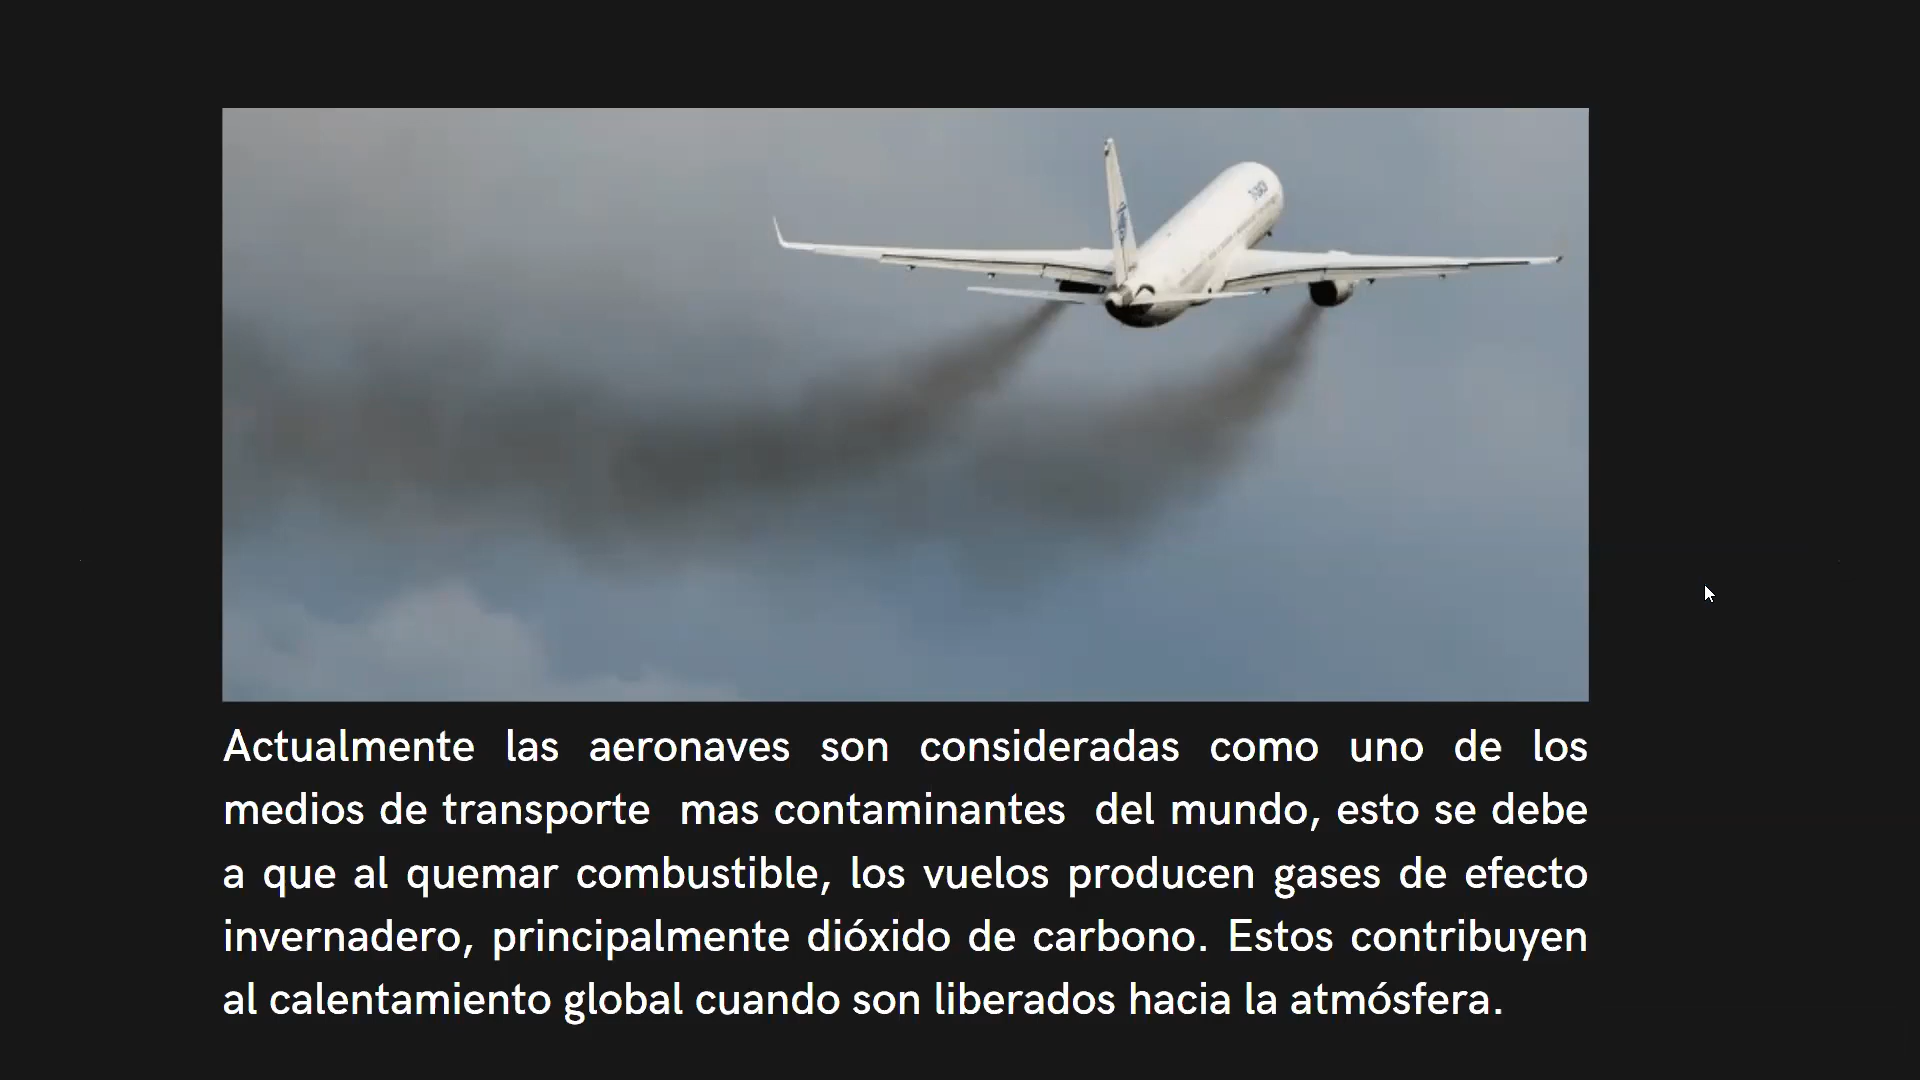 Actualmente las aeronaves son consideradas como uno de los
medios de transporte mas contaminantes del mundo, esto se debe
a que al quemar combustible, los vuelos producen gases de efecto
invernadero, principalmente dióxido de carbono. Estos contribuyen
al calentamiento global cuando son liberados hacia la atmósfera.